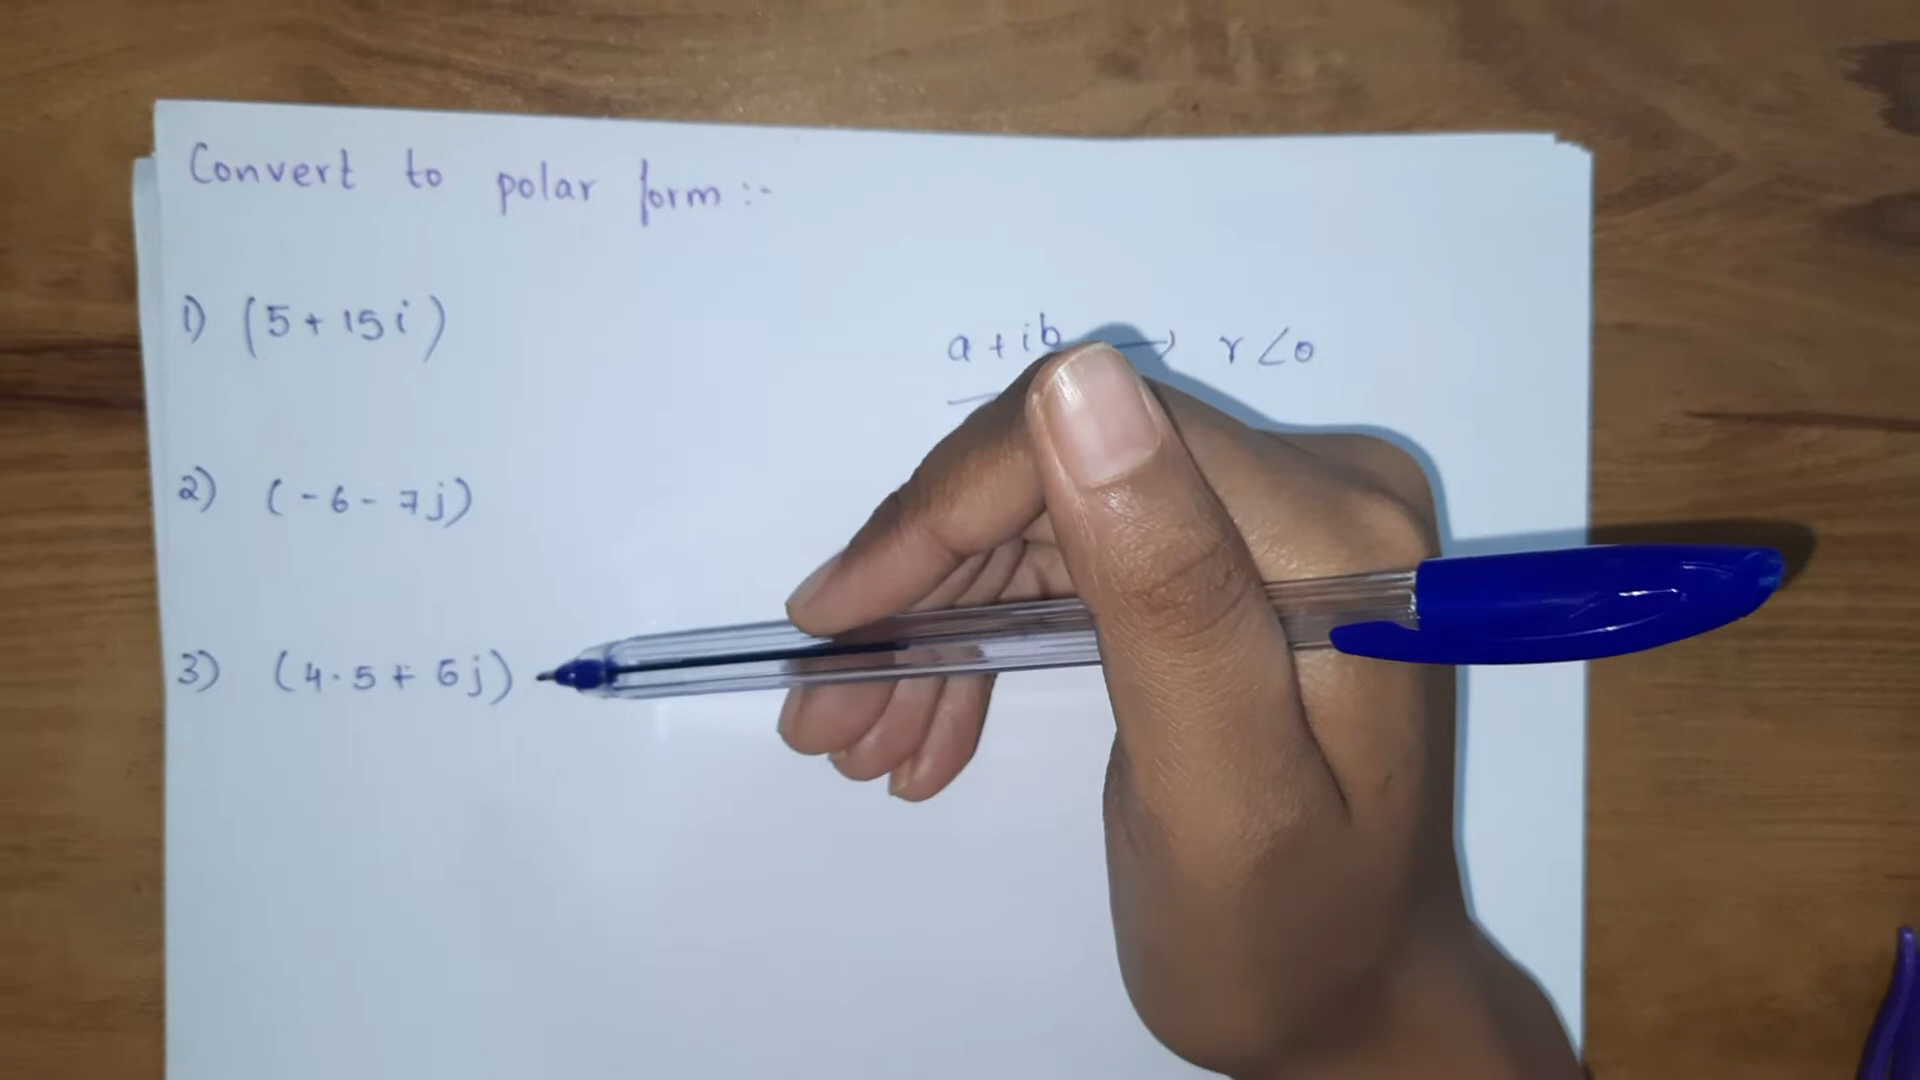 Convert to polar form :-
1) (5 + 15i)
a + ib → r∠θ
2) (-6 - 7j)
3) (4.5 + 6j)